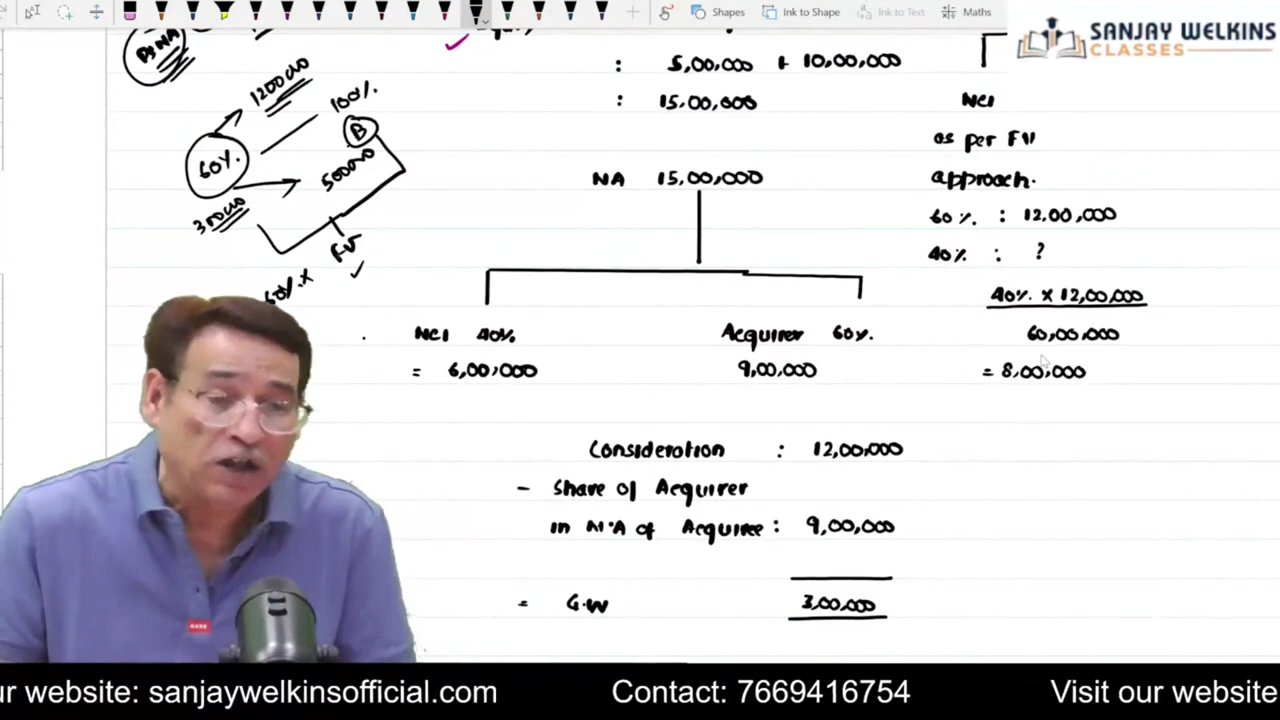 Shapes
Ink to Shape
Ink to Text
Maths
SANJAY WELKINS
CLASSES
: 5,00,000 + 10,00,000
: 15,00,000
NA 15,00,000
NCI 40% Acquirer 60%.
= 6,00,000 9,00,000
Consideration : 12,00,000
- Share of Acquirer
in N.A of Acquiree : 9,00,000
= G.W 3,00,000
NCI
as per FV
approach.
60% : 12,00,000
40% : ?
40% x 12,00,000
60,00,000
= 8,00,000
1200000
100%
60%.
B
500000
300000
FV
60% x
ur website: sanjaywelkinsofficial.com Contact: 7669416754 Visit our website